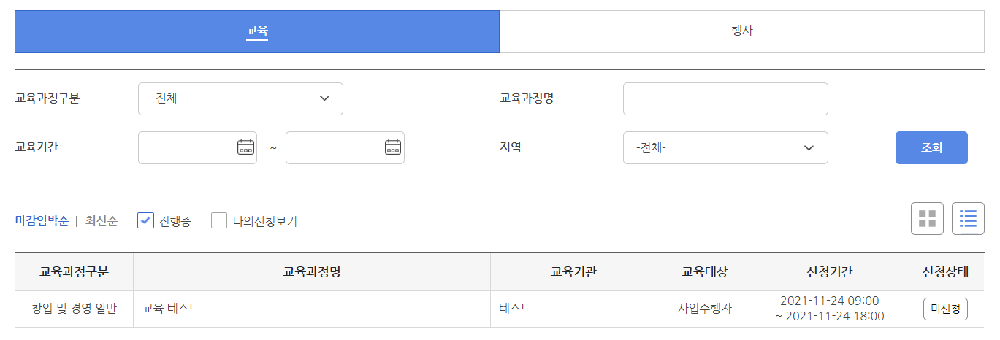 교육 행사
교육과정구분 -전체- 교육과정명
교육기간 ~ 지역 -전체- 조회
마감임박순 | 최신순 진행중 나의신청보기
교육과정구분 교육과정명 교육기관 교육대상 신청기간 신청상태
창업 및 경영 일반 교육 테스트 테스트 사업수행자 2021-11-24 09:00 미신청
~ 2021-11-24 18:00